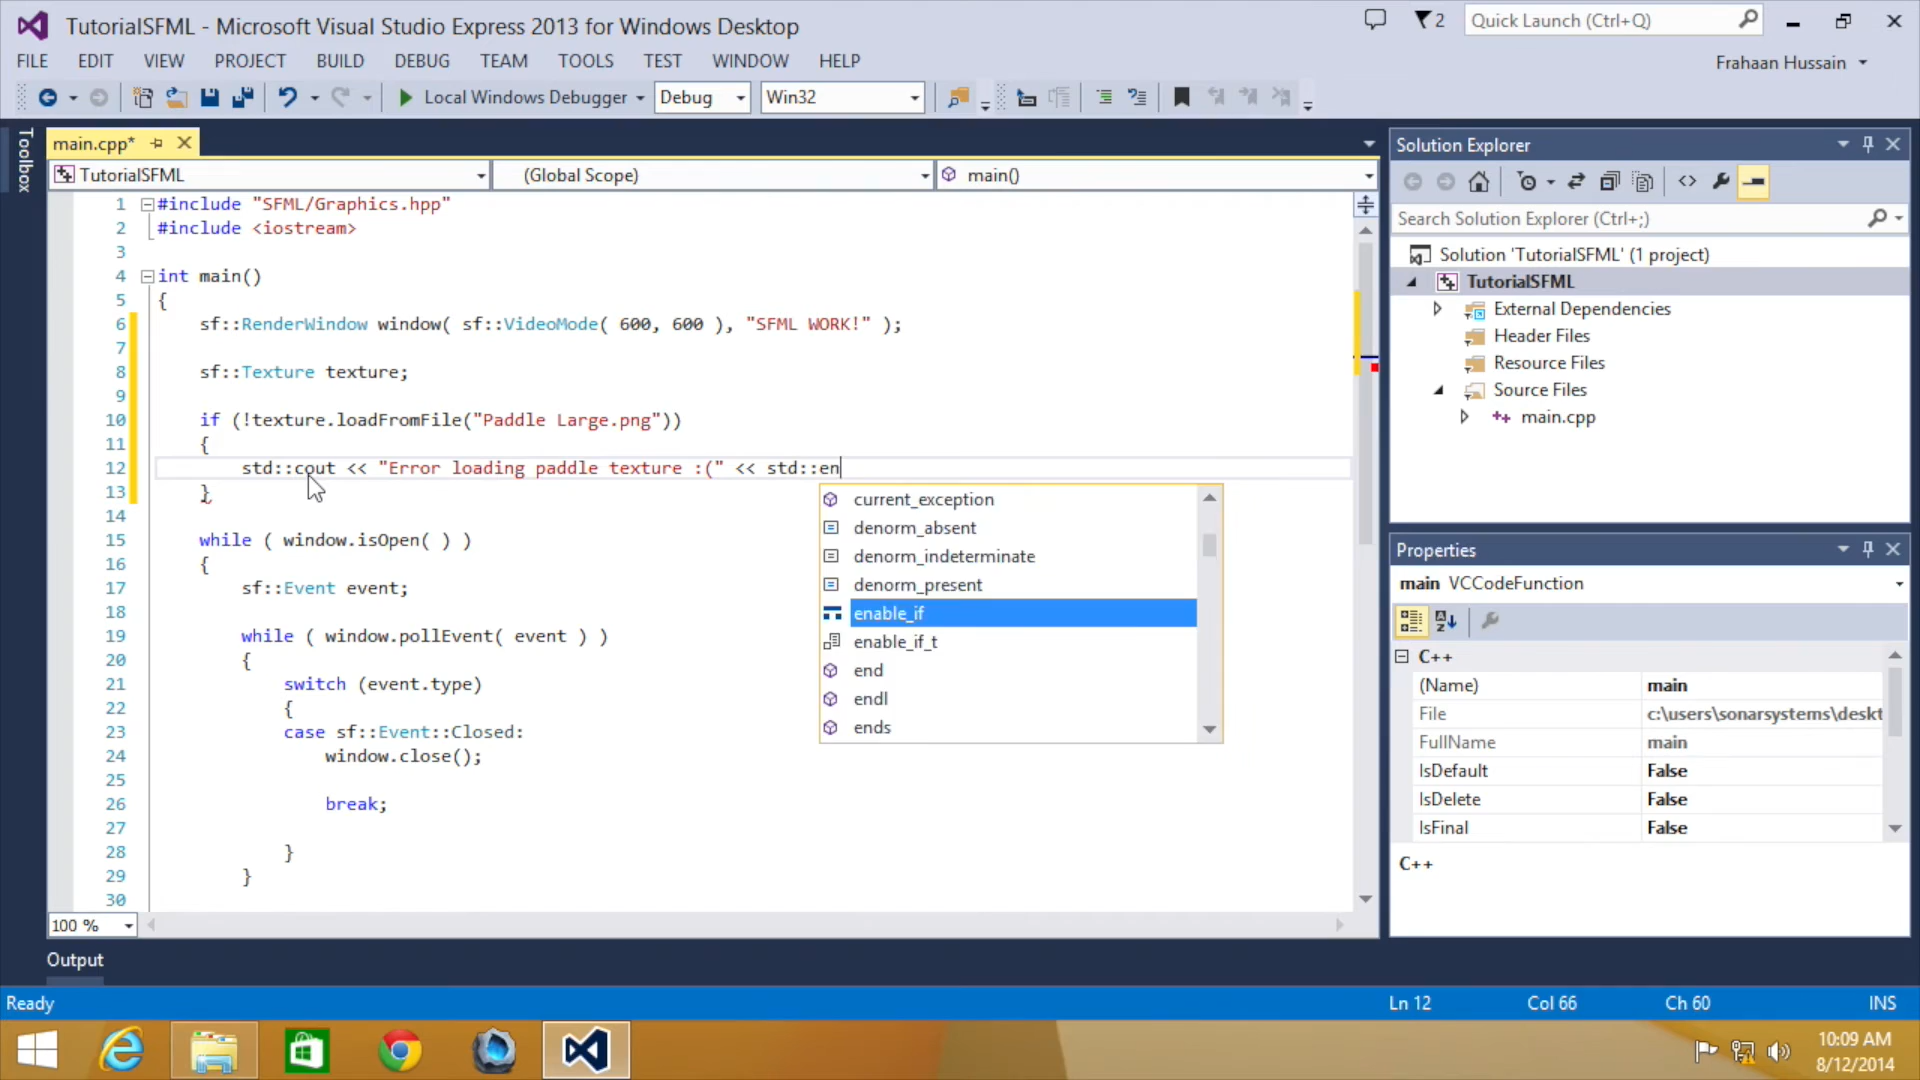 TutorialSFML - Microsoft Visual Studio Express 2013 for Windows Desktop
2
Quick Launch (Ctrl+Q)
FILE EDIT VIEW PROJECT BUILD DEBUG TEAM TOOLS TEST WINDOW HELP
Frahaan Hussain
Local Windows Debugger Debug Win32
Toolbox
main.cpp*
TutorialSFML (Global Scope) main()
1 #include "SFML/Graphics.hpp"
2 #include <iostream>
3
4 int main()
5 {
6 sf::RenderWindow window( sf::VideoMode( 600, 600 ), "SFML WORK!" );
7
8 sf::Texture texture;
9
10 if (!texture.loadFromFile("Paddle Large.png"))
11 {
12 std::cout << "Error loading paddle texture :(" << std::en
13 }
14
15 while ( window.isOpen( ) )
16 {
17 sf::Event event;
18
19 while ( window.pollEvent( event ) )
20 {
21 switch (event.type)
22 {
23 case sf::Event::Closed:
24 window.close();
25
26 break;
27
28 }
29 }
30
current_exception
denorm_absent
denorm_indeterminate
denorm_present
enable_if
enable_if_t
end
endl
ends
100 %
Solution Explorer
Search Solution Explorer (Ctrl+;)
Solution 'TutorialSFML' (1 project)
TutorialSFML
External Dependencies
Header Files
Resource Files
Source Files
main.cpp
Properties
main VCCodeFunction
C++
(Name) main
File c:\users\sonarsystems\deskt
FullName main
IsDefault False
IsDelete False
IsFinal False
C++
Output
Ready Ln 12 Col 66 Ch 60 INS
10:09 AM
8/12/2014